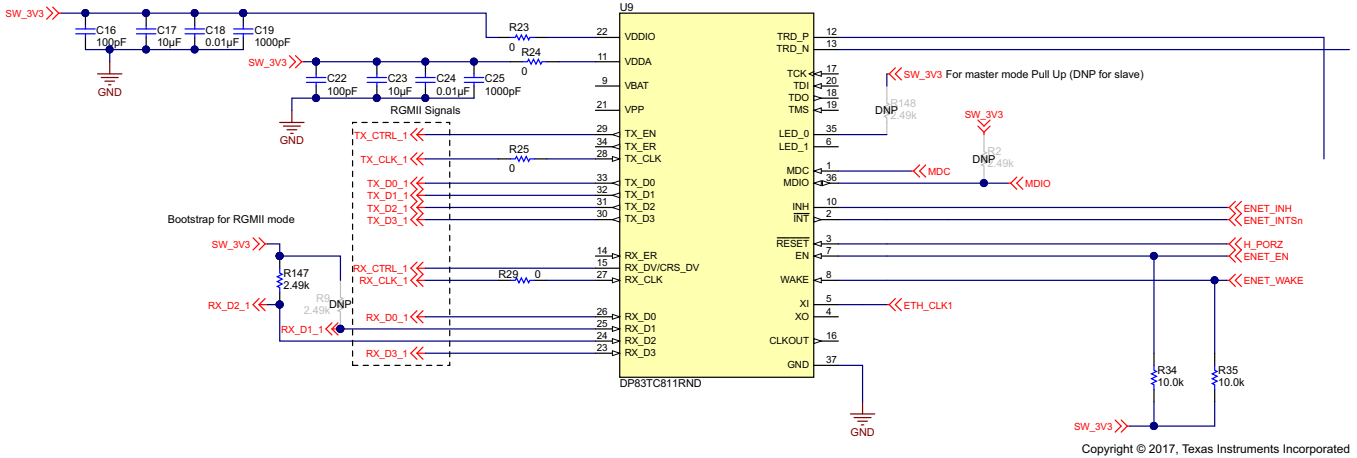 SW_3V3
C16
100pF
C17
10µF
C18
0.01µF
C19
1000pF
GND
R23
0
SW_3V3
R24
0
C22
100pF
C23
10µF
C24
0.01µF
C25
1000pF
GND
RGMII Signals
TX_CTRL_1
TX_CLK_1
R25
0
TX_D0_1
TX_D1_1
TX_D2_1
TX_D3_1
Bootstrap for RGMII mode
SW_3V3
R147
2.49k
R9
2.49k
DNP
RX_D2_1
RX_D1_1
RX_CTRL_1
RX_CLK_1
R29
0
RX_D0_1
RX_D3_1
U9
22 VDDIO
11 VDDA
9 VBAT
21 VPP
29 TX_EN
34 TX_ER
28 TX_CLK
33 TX_D0
32 TX_D1
31 TX_D2
30 TX_D3
14 RX_ER
15 RX_DV/CRS_DV
27 RX_CLK
26 RX_D0
25 RX_D1
24 RX_D2
23 RX_D3
TRD_P 12
TRD_N 13
TCK 17
TDI 20
TDO 18
TMS 19
LED_0 35
LED_1 6
MDC 1
MDIO 36
INH 10
INT 2
RESET 3
EN 7
WAKE 8
XI 5
XO 4
CLKOUT 16
GND 37
DP83TC811RND
SW_3V3 For master mode Pull Up (DNP for slave)
R148
DNP
2.49k
SW_3V3
R2
DNP
2.49k
MDC
MDIO
ENET_INH
ENET_INTSn
H_PORZ
ENET_EN
ENET_WAKE
ETH_CLK1
GND
R34
10.0k
R35
10.0k
SW_3V3
Copyright © 2017, Texas Instruments Incorporated